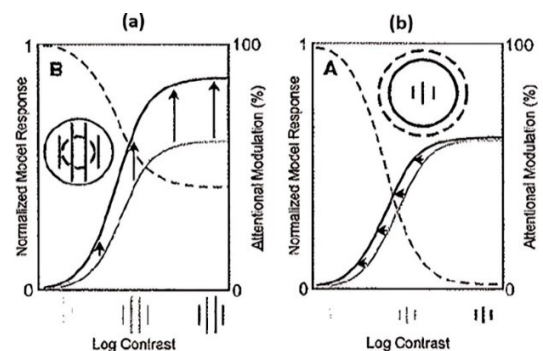 (a)
(b)
1
100
1
100
B
A
Normalized Model Response
Attentional Modulation (%)
Normalized Model Response
Attentional Modulation (%)
0
0
0
0
Log Contrast
Log Contrast